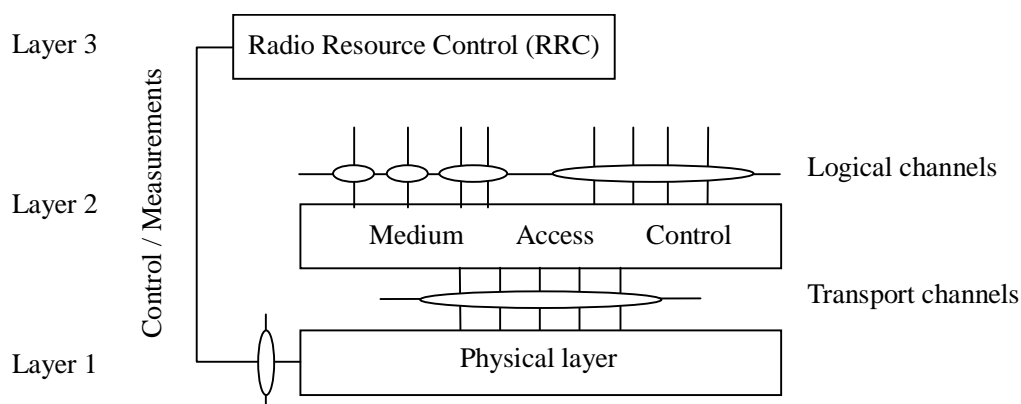 Layer 3
Radio Resource Control (RRC)
Control / Measurements
Logical channels
Layer 2
Medium Access Control
Transport channels
Layer 1
Physical layer